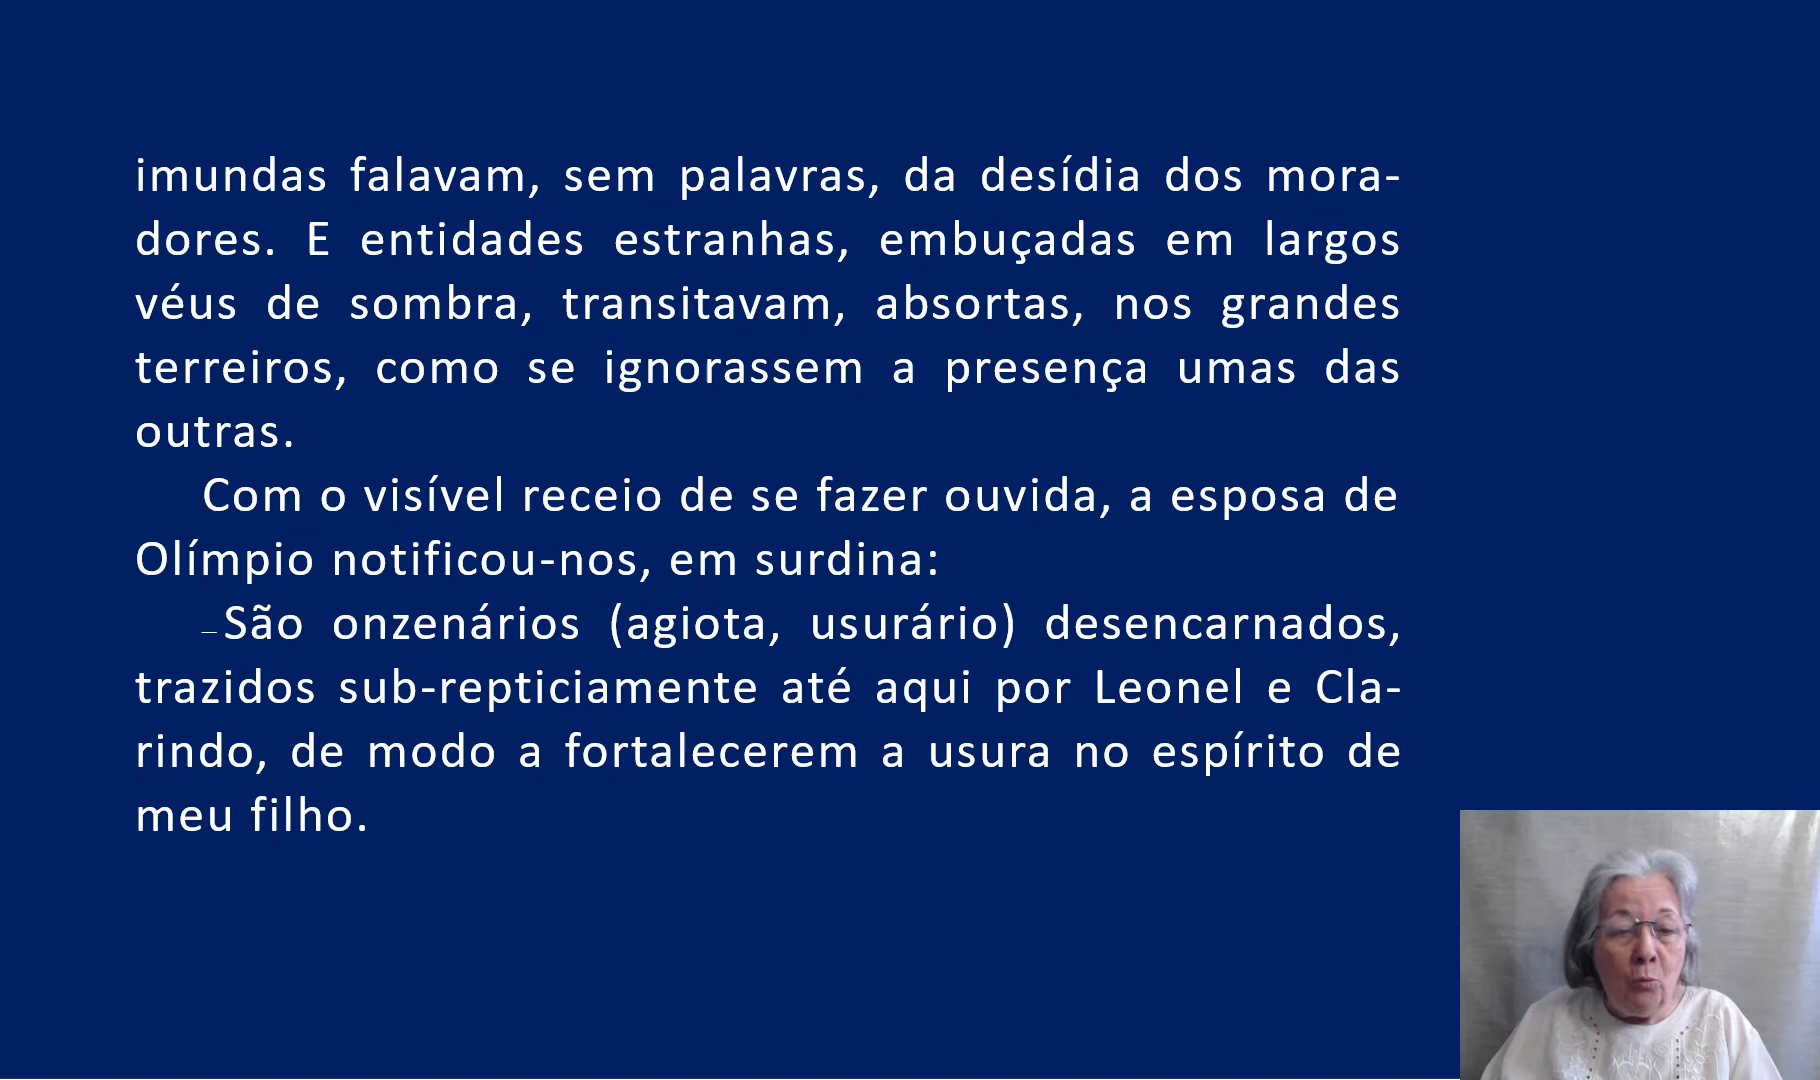 imundas falavam, sem palavras, da desídia dos mora-
dores. E entidades estranhas, embuçadas em largos
véus de sombra, transitavam, absortas, nos grandes
terreiros, como se ignorassem a presença umas das
outras.
Com o visível receio de se fazer ouvida, a esposa de
Olímpio notificou-nos, em surdina:
–São onzenários (agiota, usurário) desencarnados,
trazidos sub-repticiamente até aqui por Leonel e Cla-
rindo, de modo a fortalecerem a usura no espírito de
meu filho.